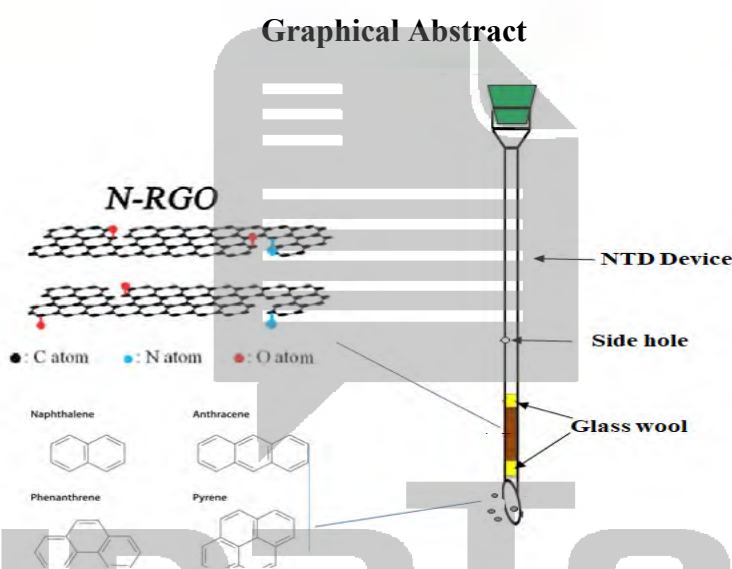 Graphical Abstract
N-RGO
NTD Device
Side hole
●: C atom ●: N atom ●: O atom
Naphthalene Anthracene
Glass wool
Phenanthrene Pyrene